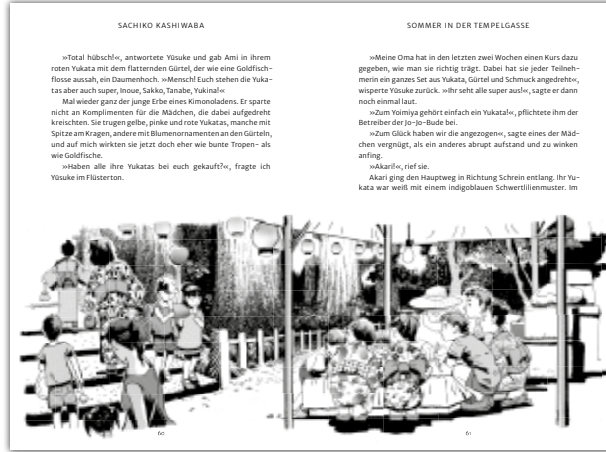 SACHIKO KASHIWABA
»Total hübsch!«, antwortete Yūsuke und gab Ami in ihrem
roten Yukata mit dem flatternden Gürtel, der wie eine Goldfisch-
flosse aussah, ein Daumenhoch. »Mensch! Euch stehen die Yuka-
tas aber auch super, Inoue, Sakko, Tanabe, Yukina!«
Mal wieder ganz der junge Erbe eines Kimonoladens. Er sparte
nicht an Komplimenten für die Mädchen, die dabei aufgedreht
kreischten. Sie trugen gelbe, pinke und rote Yukatas, manche mit
Spitze am Kragen, andere mit Blumenornamenten an den Gürteln,
und auf mich wirkten sie jetzt doch eher wie bunte Tropen- als
wie Goldfische.
»Haben alle ihre Yukatas bei euch gekauft?«, fragte ich
Yūsuke im Flüsterton.
60
SOMMER IN DER TEMPELGASSE
»Meine Oma hat in den letzten zwei Wochen einen Kurs dazu
gegeben, wie man sie richtig trägt. Dabei hat sie jeder Teilneh-
merin ein ganzes Set aus Yukata, Gürtel und Schmuck angedreht«,
wisperte Yūsuke zurück. »Ihr seht alle super aus!«, sagte er dann
noch einmal laut.
»Zum Yoimiya gehört einfach ein Yukata!«, pflichtete ihm der
Betreiber der Jo-Jo-Bude bei.
»Zum Glück haben wir die angezogen«, sagte eines der Mäd-
chen vergnügt, als ein anderes abrupt aufstand und zu winken
anfing.
»Akari!«, rief sie.
Akari ging den Hauptweg in Richtung Schrein entlang. Ihr Yu-
kata war weiß mit einem indigoblauen Schwertlilienmuster. Im
61